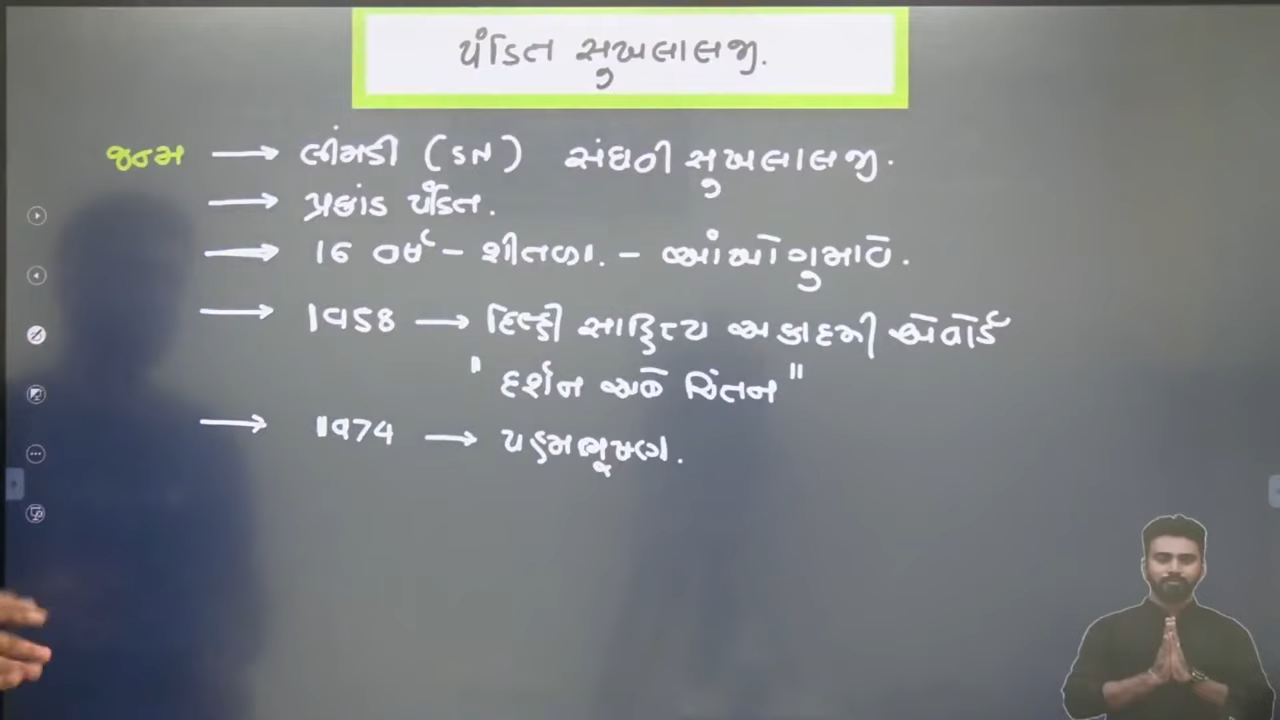 પંડિત સુખલાલજી.
જન્મ → લીંમડી (SN) સંઘવી સુખલાલજી.
→ પ્રકાંડ પંડિત.
→ 16 વર્ષ - શીતળા. - આંખો ગુમાવે.
→ 1958 → દિલ્હી સાહિત્ય અકાદમી એવોર્ડ
" દર્શન અને ચિંતન "
→ 1974 → પદ્મભૂષણ.